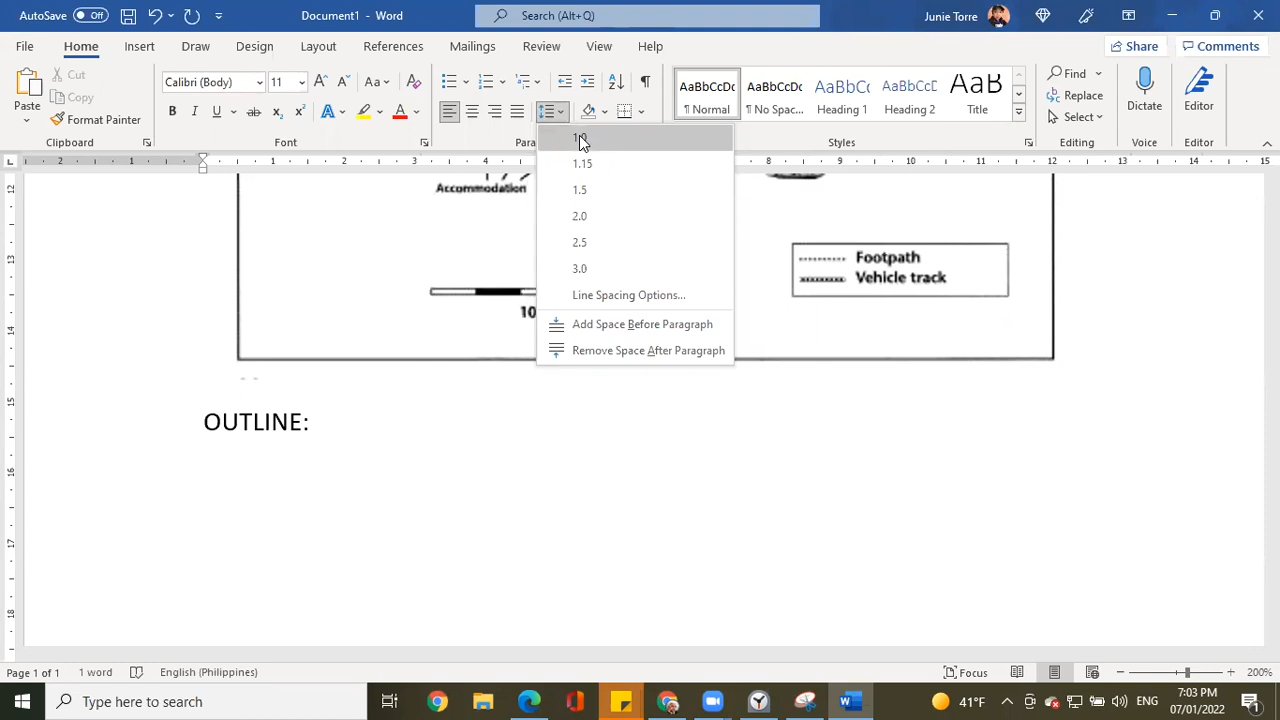 AutoSave Off Document1 - Word Search (Alt+Q) Junie Torre
File Home Insert Draw Design Layout References Mailings Review View Help Share Comments
Paste
Cut
Copy
Format Painter
Clipboard
Calibri (Body) 11
Font
AaBbCcDc
¶ Normal
AaBbCcDc
¶ No Spac...
AaBbCc
Heading 1
AaBbCcD
Heading 2
AaB
Title
Styles
Find
Replace
Select
Editing
Dictate
Voice
Editor
Editor
1.15
1.5
2.0
2.5
3.0
Line Spacing Options...
Add Space Before Paragraph
Remove Space After Paragraph
Accommodation
Footpath
Vehicle track
OUTLINE:
Page 1 of 1 1 word English (Philippines) Focus 200%
Type here to search 41°F ENG 7:03 PM
07/01/2022